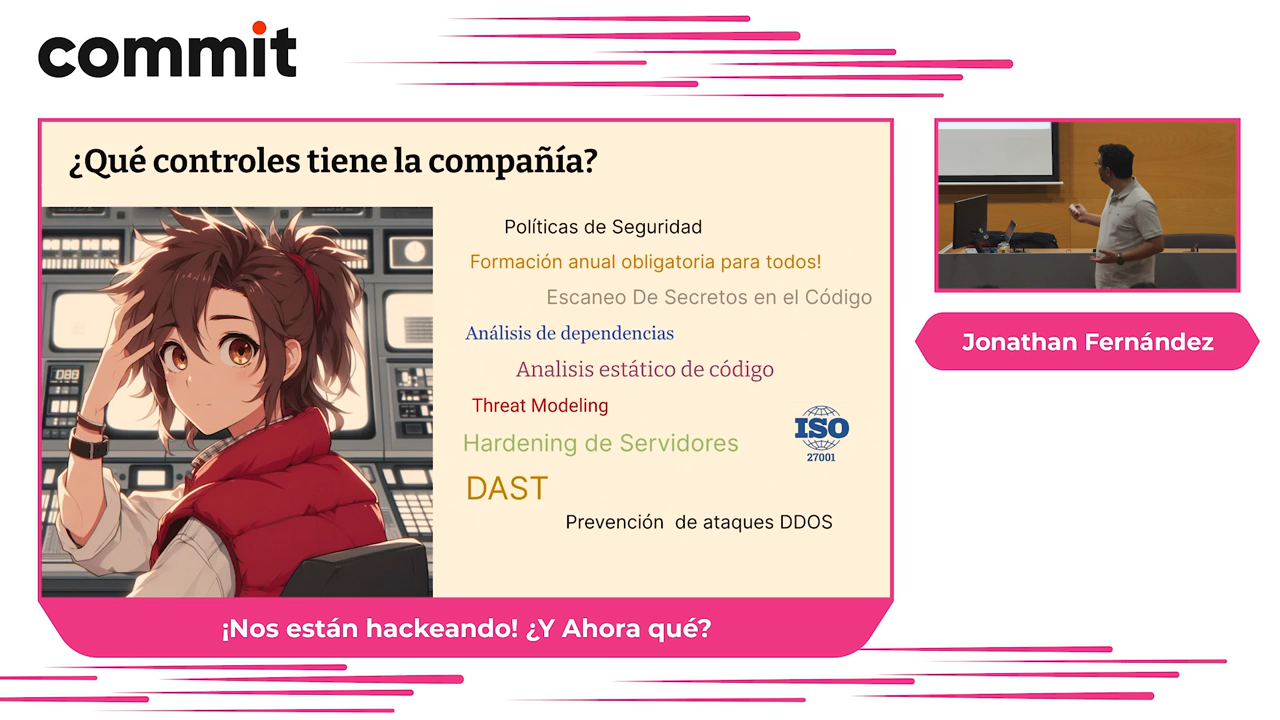 commit
¿Qué controles tiene la compañía?
Políticas de Seguridad
Formación anual obligatoria para todos!
Escaneo De Secretos en el Código
Análisis de dependencias
Analisis estático de código
Threat Modeling
Hardening de Servidores
ISO
27001
DAST
Prevención  de ataques DDOS
Jonathan Fernández
¡Nos están hackeando! ¿Y Ahora qué?